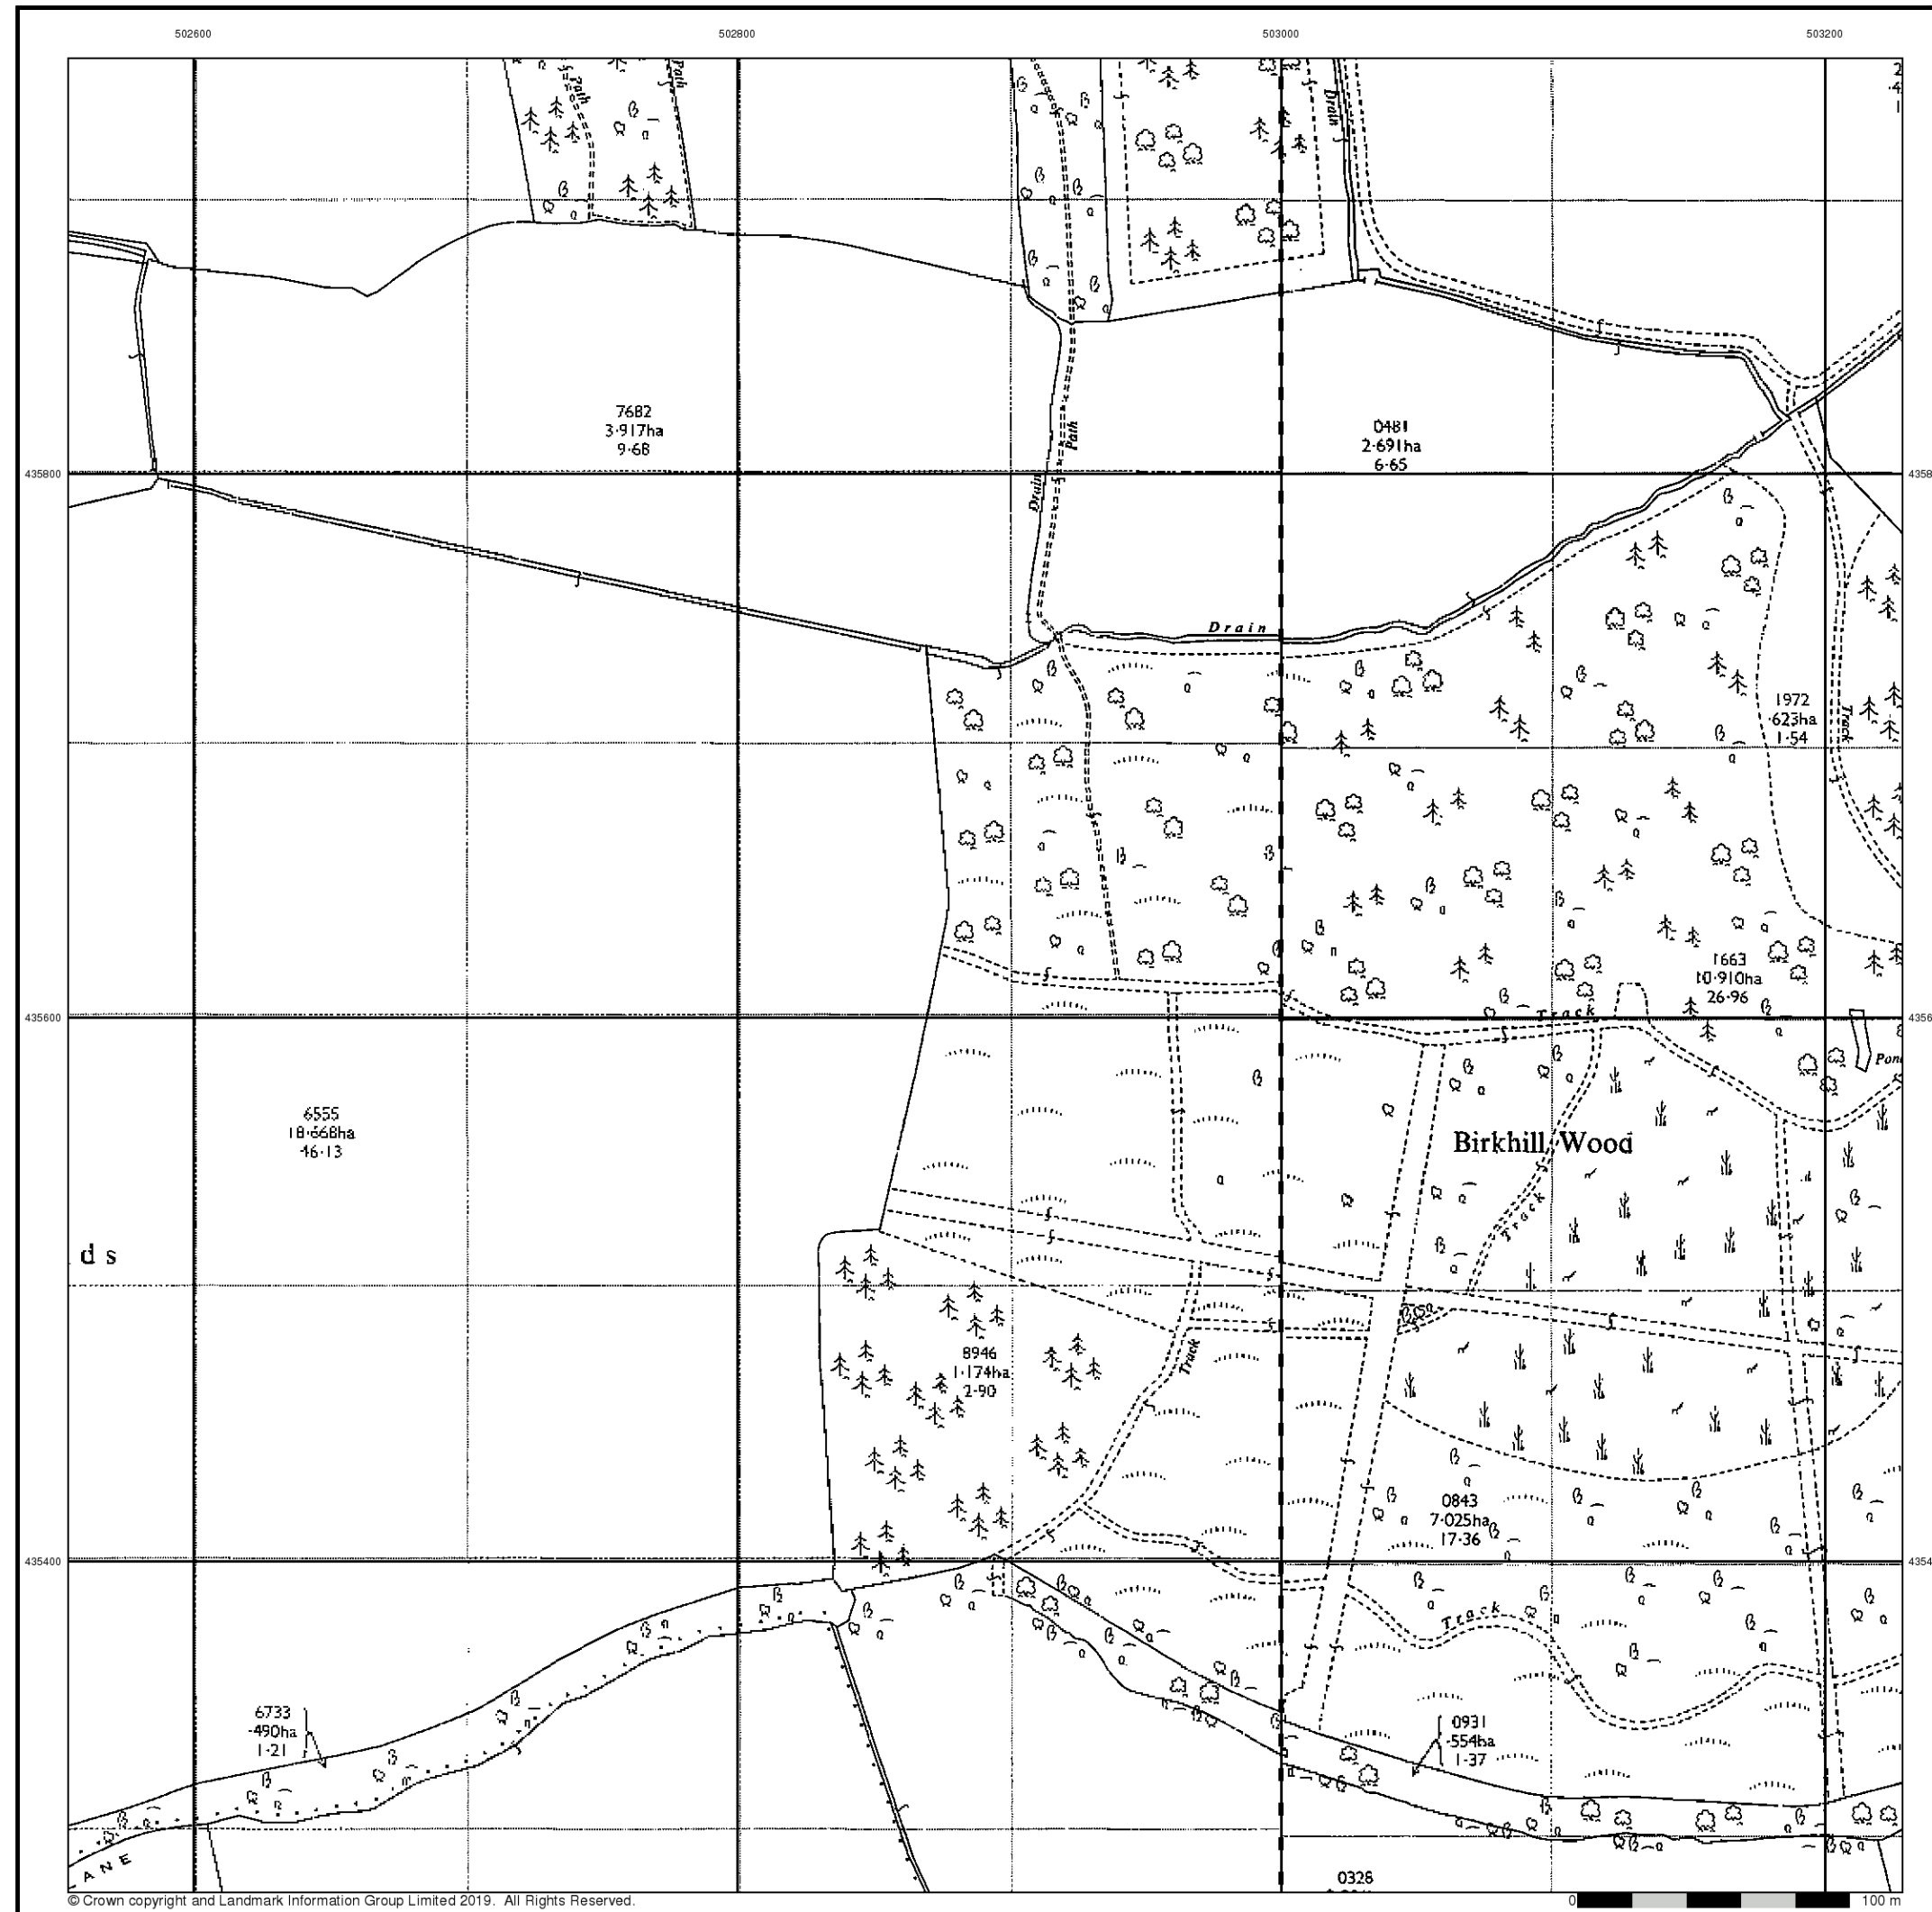 502600 502800 503000 503200
Path
Path
Drain
435800
7682
3·917ha
9·68
Path
Drain
0481
2·691ha
6·65
Drain
1972
·623ha
1·54
Track
1663
10·910ha
26·96
Track
435600
Pon
6555
18·668ha
46·13
Birkhill Wood
Track
d s
8946
1·174ha
2·90
Track
0843
7·025ha
17·36
435400
Track
6733
·490ha
1·21
0931
·554ha
1·37
A N E
0328
© Crown copyright and Landmark Information Group Limited 2019. All Rights Reserved.
0 100 m